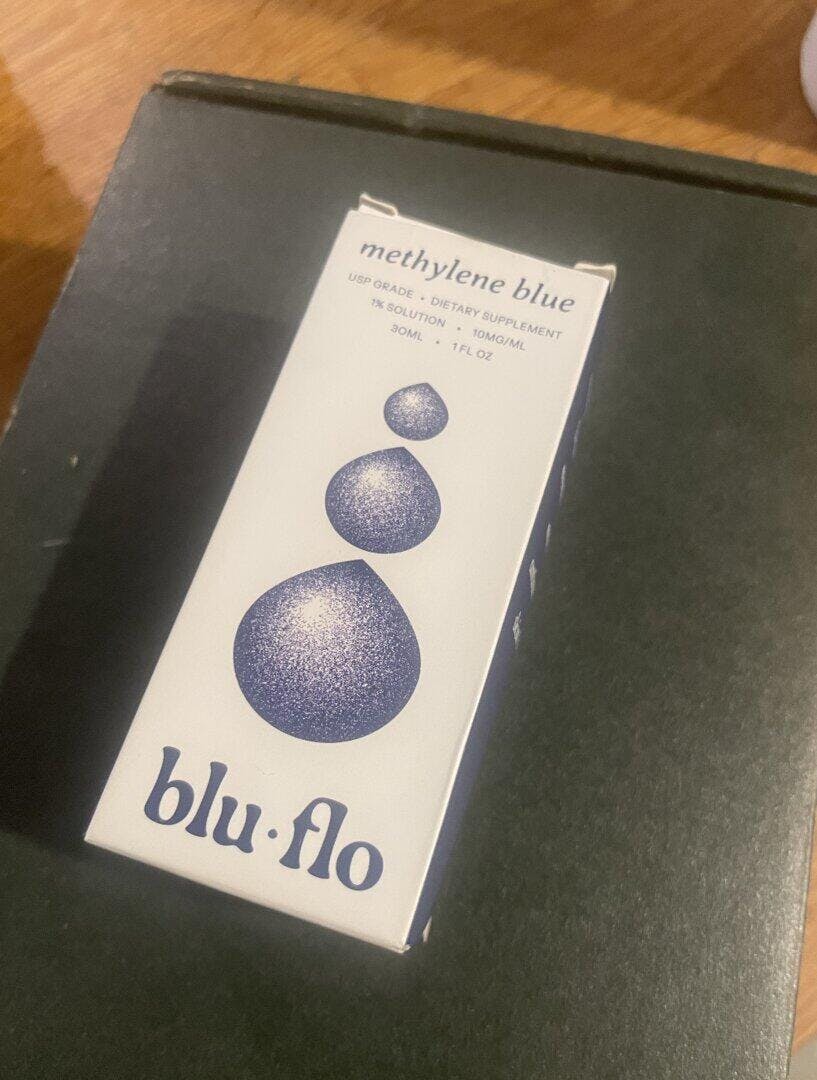 methylene blue
USP GRADE • DIETARY SUPPLEMENT
1% SOLUTION • 10MG/ML
30ML • 1 FL OZ
blu·flo